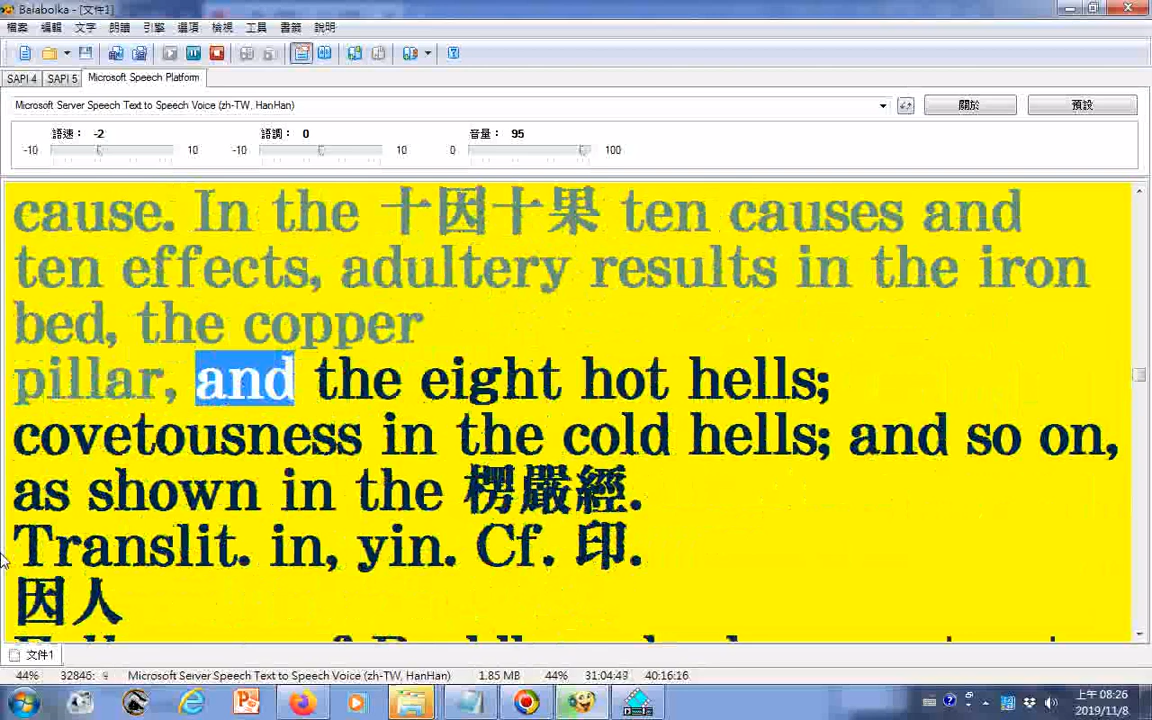 Balabolka - [文件1]
檔案 編輯 文字 朗讀 引擎 選項 檢視 工具 書籤 說明
SAPI 4 SAPI 5 Microsoft Speech Platform
Microsoft Server Speech Text to Speech Voice (zh-TW, HanHan) 關於 預設
語速： -2 語調： 0 音量： 95
-10 10 -10 10 0 100
cause. In the 十因十果 ten causes and
ten effects, adultery results in the iron
bed, the copper
pillar, and the eight hot hells;
covetousness in the cold hells; and so on,
as shown in the 楞嚴經.
Translit. in, yin. Cf. 印.
因人
文件1
44% 32846: 9 Microsoft Server Speech Text to Speech Voice (zh-TW, HanHan) 1.85 MB 44% 31:04:49 40:16:16
上午 08:26
2019/11/8